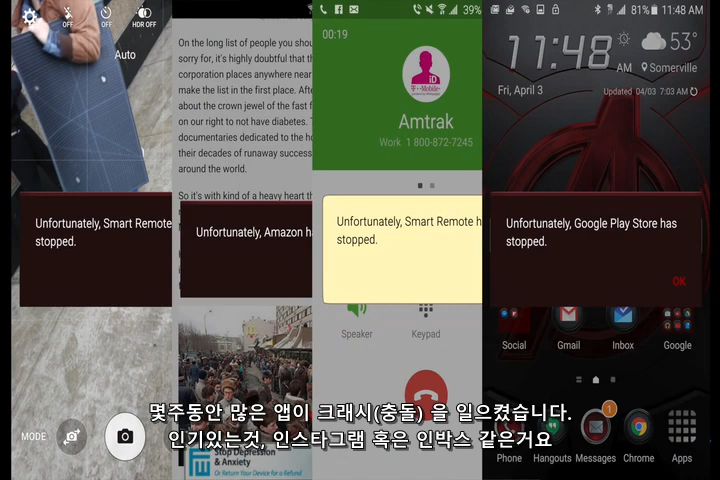 OFF
OFF
HDR OFF
Auto
Unfortunately, Smart Remote
stopped.
MODE
On the long list of people you shou
sorry for, it's highly doubtful that th
corporation places anywhere near
make the list in the first place. Afte
about the crown jewel of the fast f
on our right to not have diabetes. T
documentaries dedicated to the ho
their decades of runaway success
around the world.
So it's with kind of a heavy heart th
Unfortunately, Amazon ha
Stop Depression
& Anxiety
Or Return Your Device for a Refund
39%
00:19
iD
T-Mobile
Amtrak
Work 1 800-872-7245
Unfortunately, Smart Remote h
stopped.
Speaker
Keypad
81% 11:48 AM
11:48
AM
53°
Somerville
Fri, April 3
Updated 04/03 7:03 AM
Unfortunately, Google Play Store has
stopped.
OK
Social
Gmail
Inbox
Google
1
Phone
Hangouts
Messages
Chrome
Apps
몇주동안 많은 앱이 크래시(충돌) 을 일으켰습니다.
인기있는것, 인스타그램 혹은 인박스 같은거요